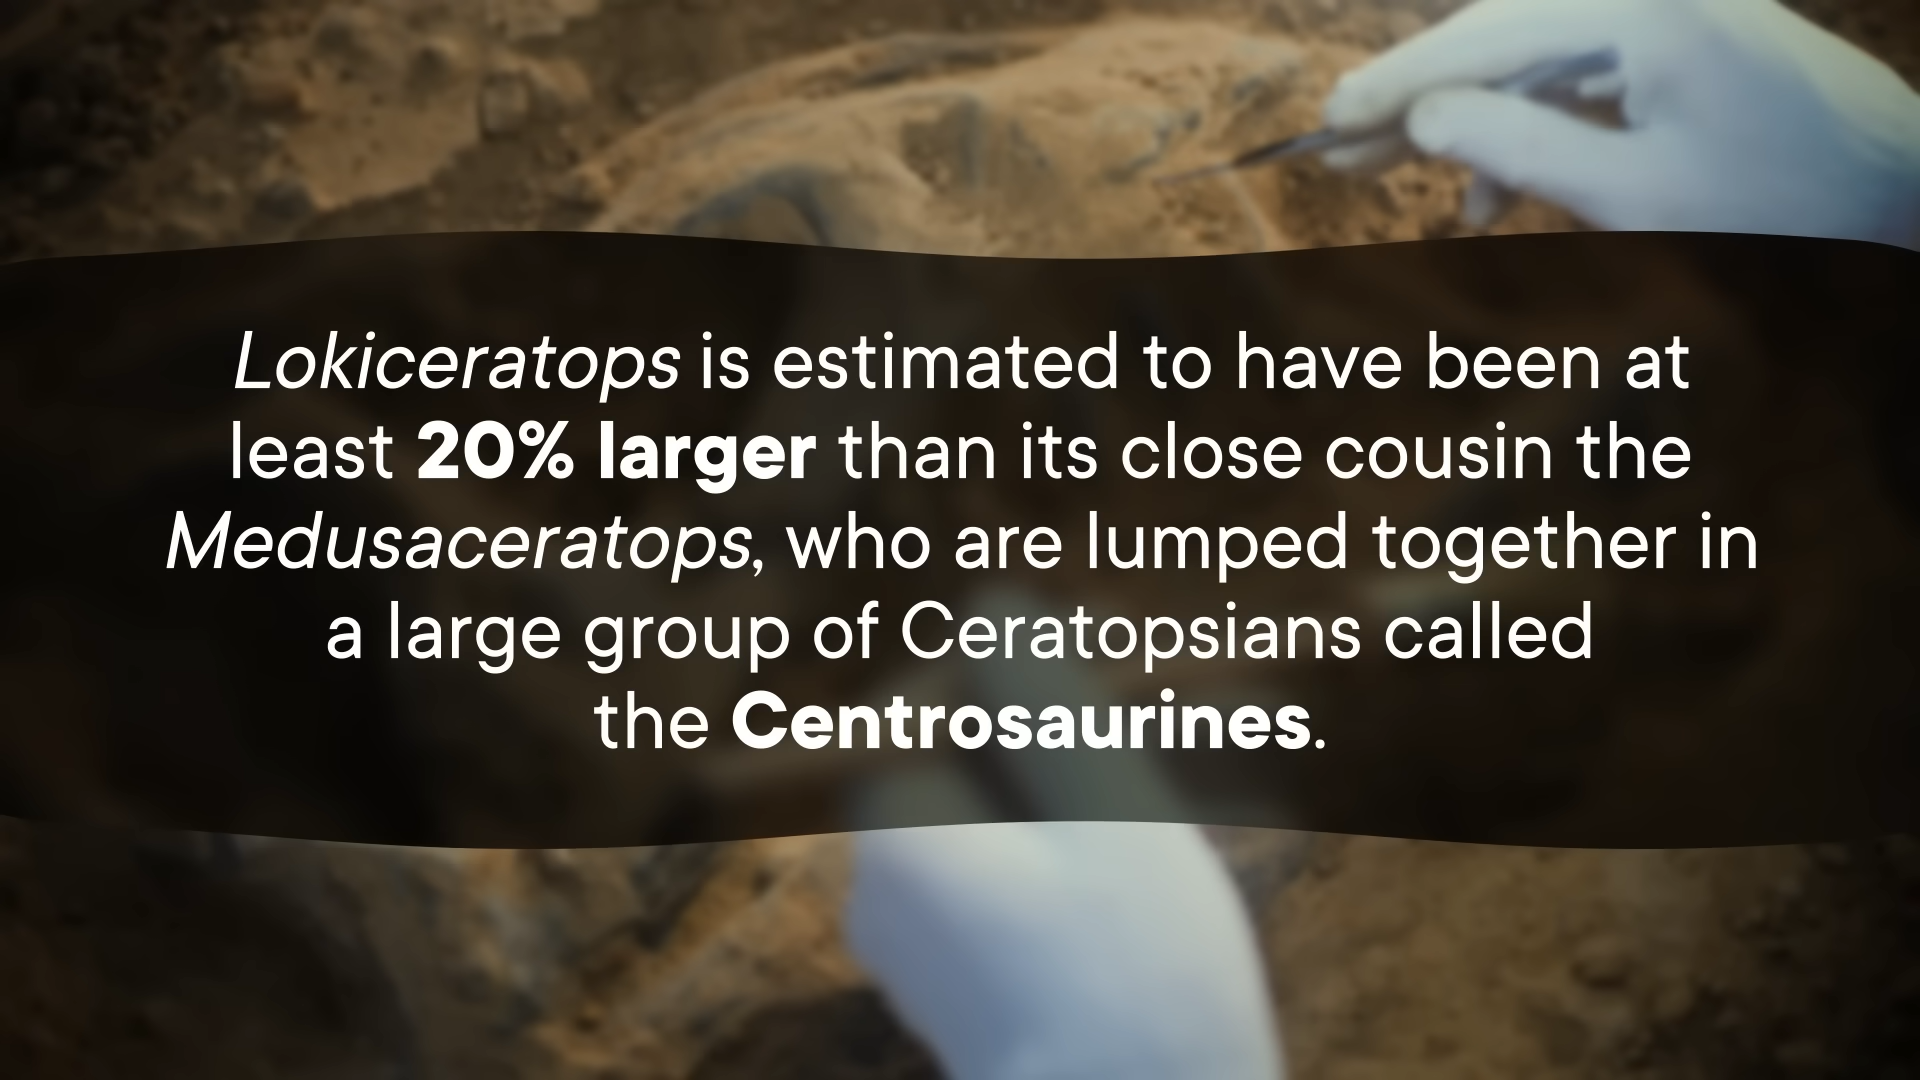 Lokiceratops is estimated to have been at
least 20% larger than its close cousin the
Medusaceratops, who are lumped together in
a large group of Ceratopsians called
the Centrosaurines.